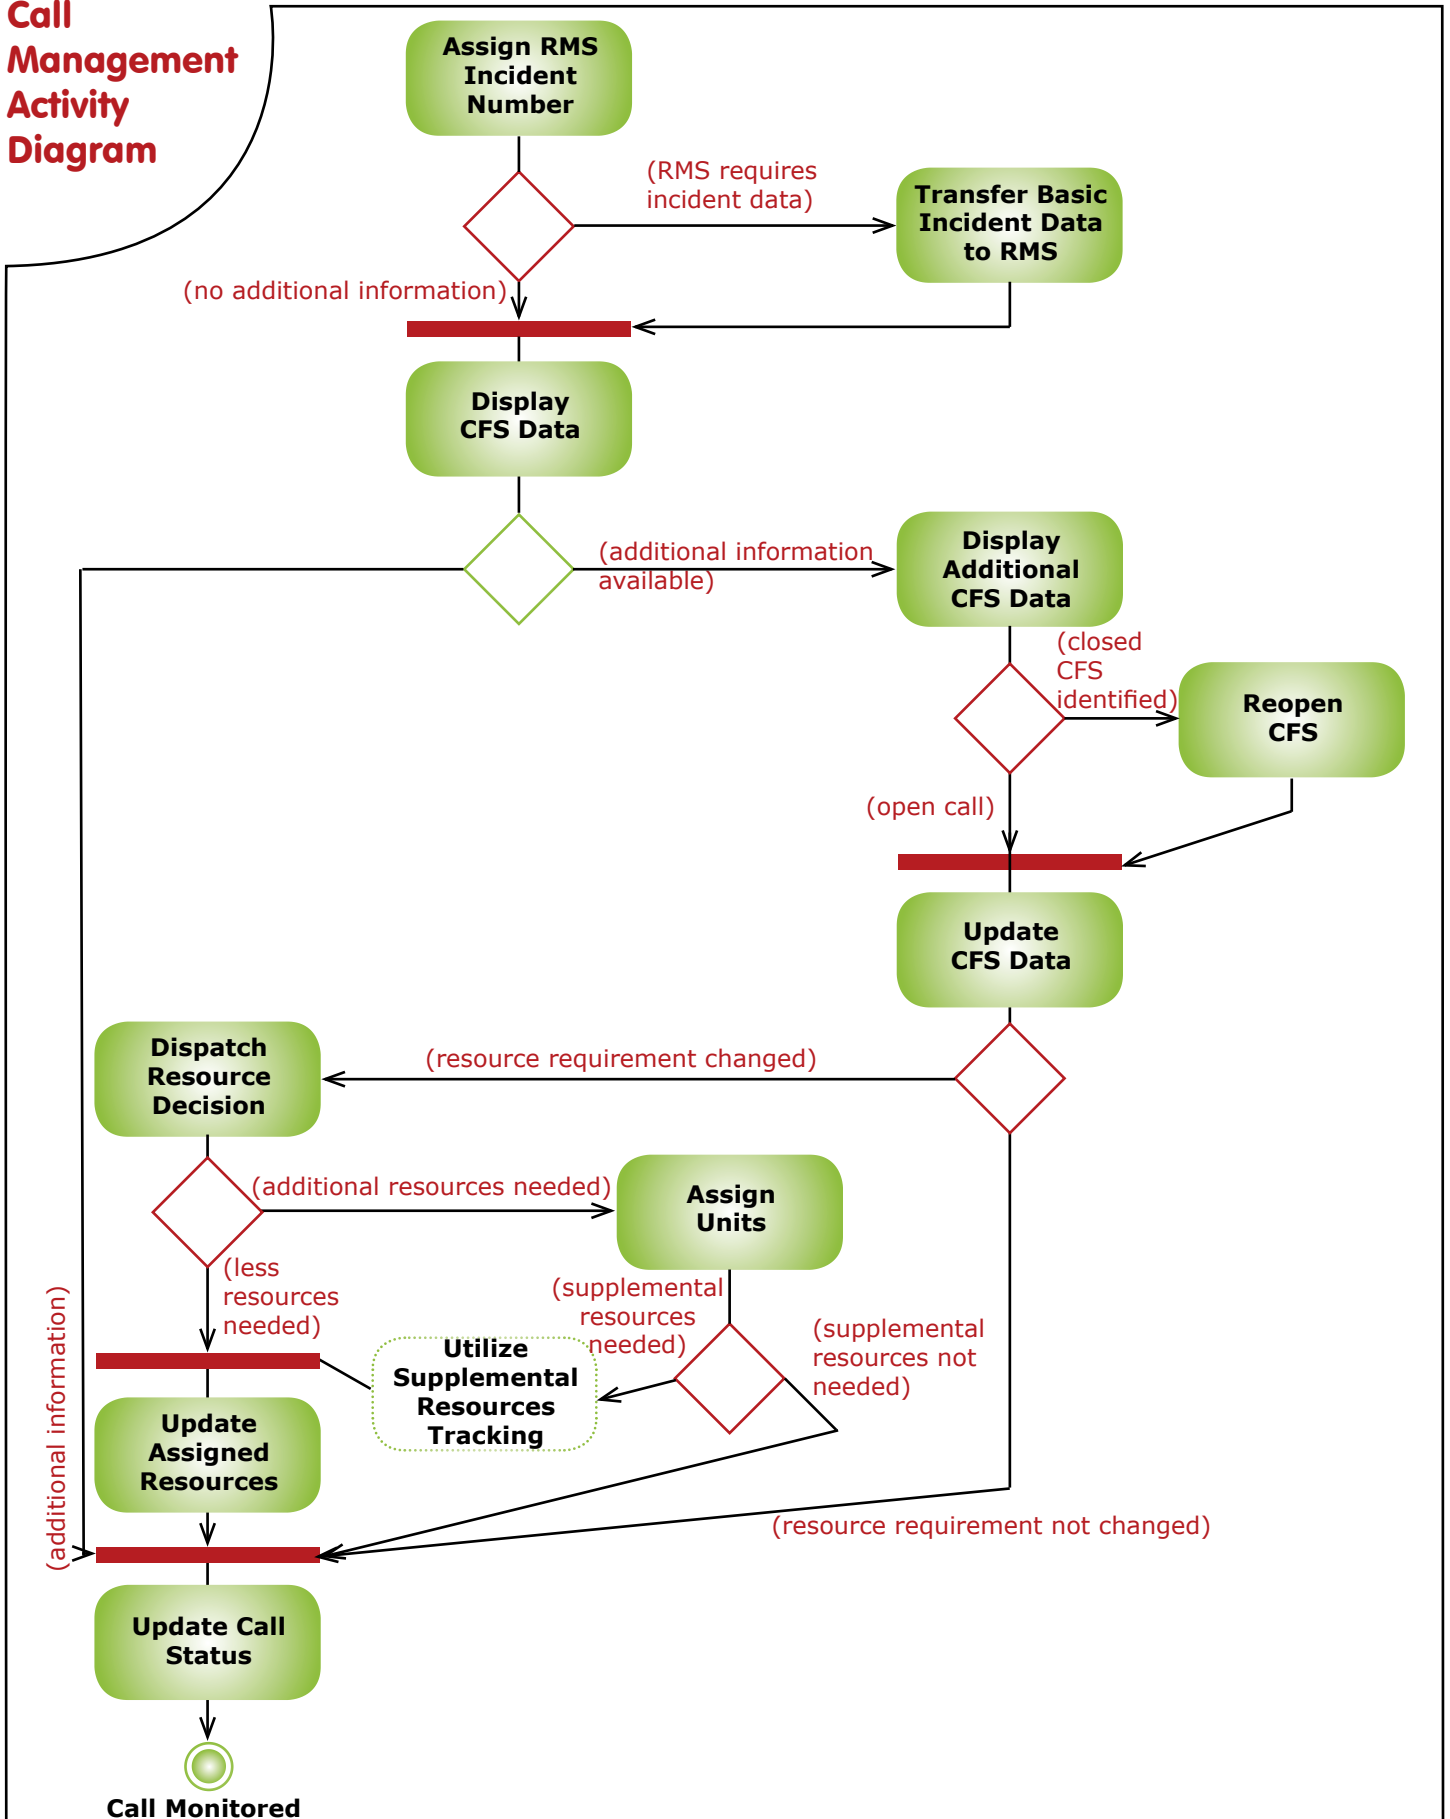 Call
Management
Activity
Diagram
Assign RMS
Incident
Number
(RMS requires
incident data)
Transfer Basic
Incident Data
to RMS
(no additional information)
Display
CFS Data
(additional information
available)
Display
Additional
CFS Data
(closed
CFS
identified)
Reopen
CFS
(open call)
Update
CFS Data
Dispatch
Resource
Decision
(resource requirement changed)
(additional resources needed)
Assign
Units
(less
resources
needed)
(supplemental
resources
needed)
(supplemental
resources not
needed)
Utilize
Supplemental
Resources
Tracking
Update
Assigned
Resources
(additional information)
(resource requirement not changed)
Update Call
Status
Call Monitored